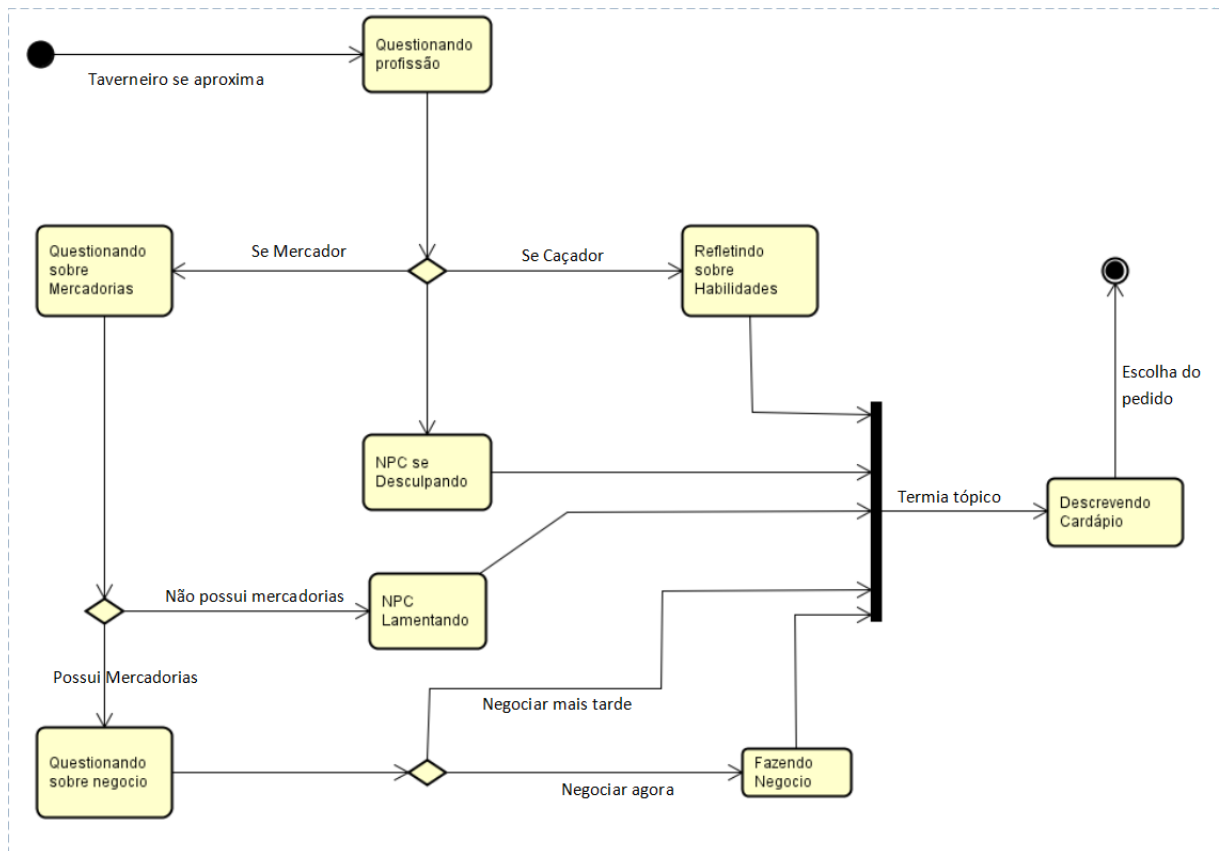 Questionando
profissão
Taverneiro se aproxima
Questionando
sobre
Mercadorias
Se Mercador
Se Caçador
Refletindo
sobre
Habilidades
Escolha do
pedido
NPC se
Desculpando
Termia tópico
Descrevendo
Cardápio
Não possui mercadorias
NPC
Lamentando
Possui Mercadorias
Negociar mais tarde
Questionando
sobre negocio
Fazendo
Negocio
Negociar agora